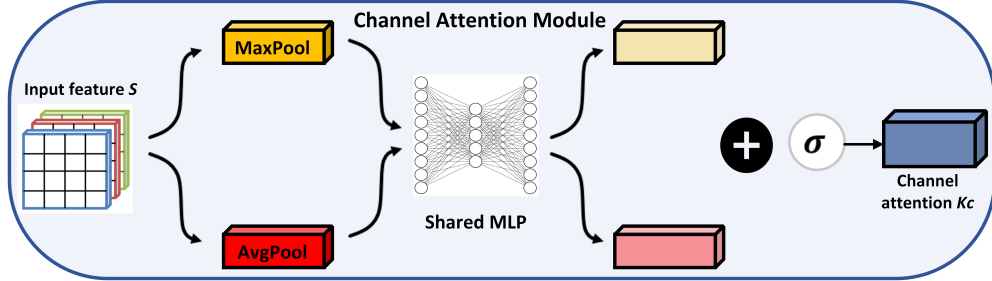 Channel Attention Module
Input feature S
MaxPool
AvgPool
Shared MLP
+
σ
Channel
attention Kc